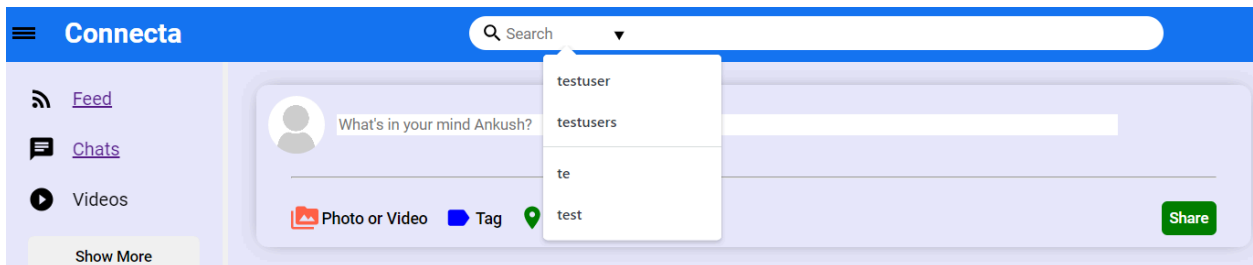 Connecta
Search
testuser
testusers
te
test
Feed
Chats
Videos
Show More
What's in your mind Ankush?
Photo or Video
Tag
Share